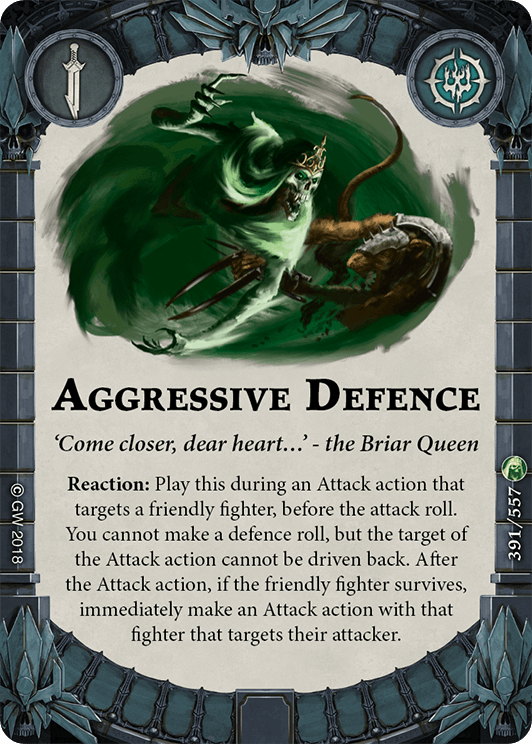 AGGRESSIVE DEFENCE
‘Come closer, dear heart…’ - the Briar Queen
Reaction: Play this during an Attack action that
targets a friendly fighter, before the attack roll.
You cannot make a defence roll, but the target of
the Attack action cannot be driven back. After
the Attack action, if the friendly fighter survives,
immediately make an Attack action with that
fighter that targets their attacker.
© GW 2018
391/557